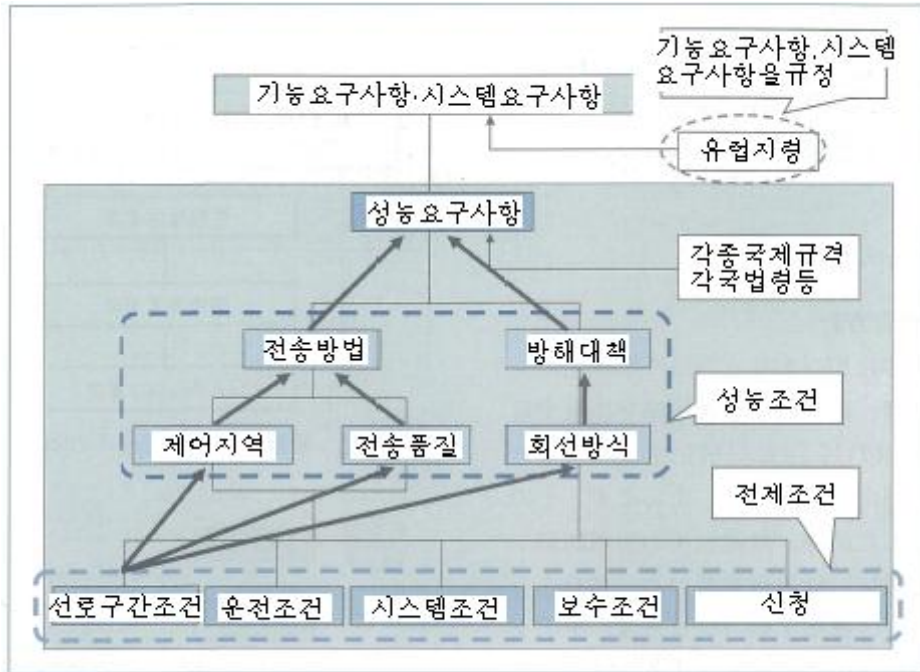 기능요구사항,시스템
요구사항을규정
기능요구사항·시스템요구사항
유럽지령
성능요구사항
각종국제규격
각국법령등
전송방법
방해대책
성능조건
제어지역
전송품질
회선방식
전제조건
선로구간조건
운전조건
시스템조건
보수조건
신청